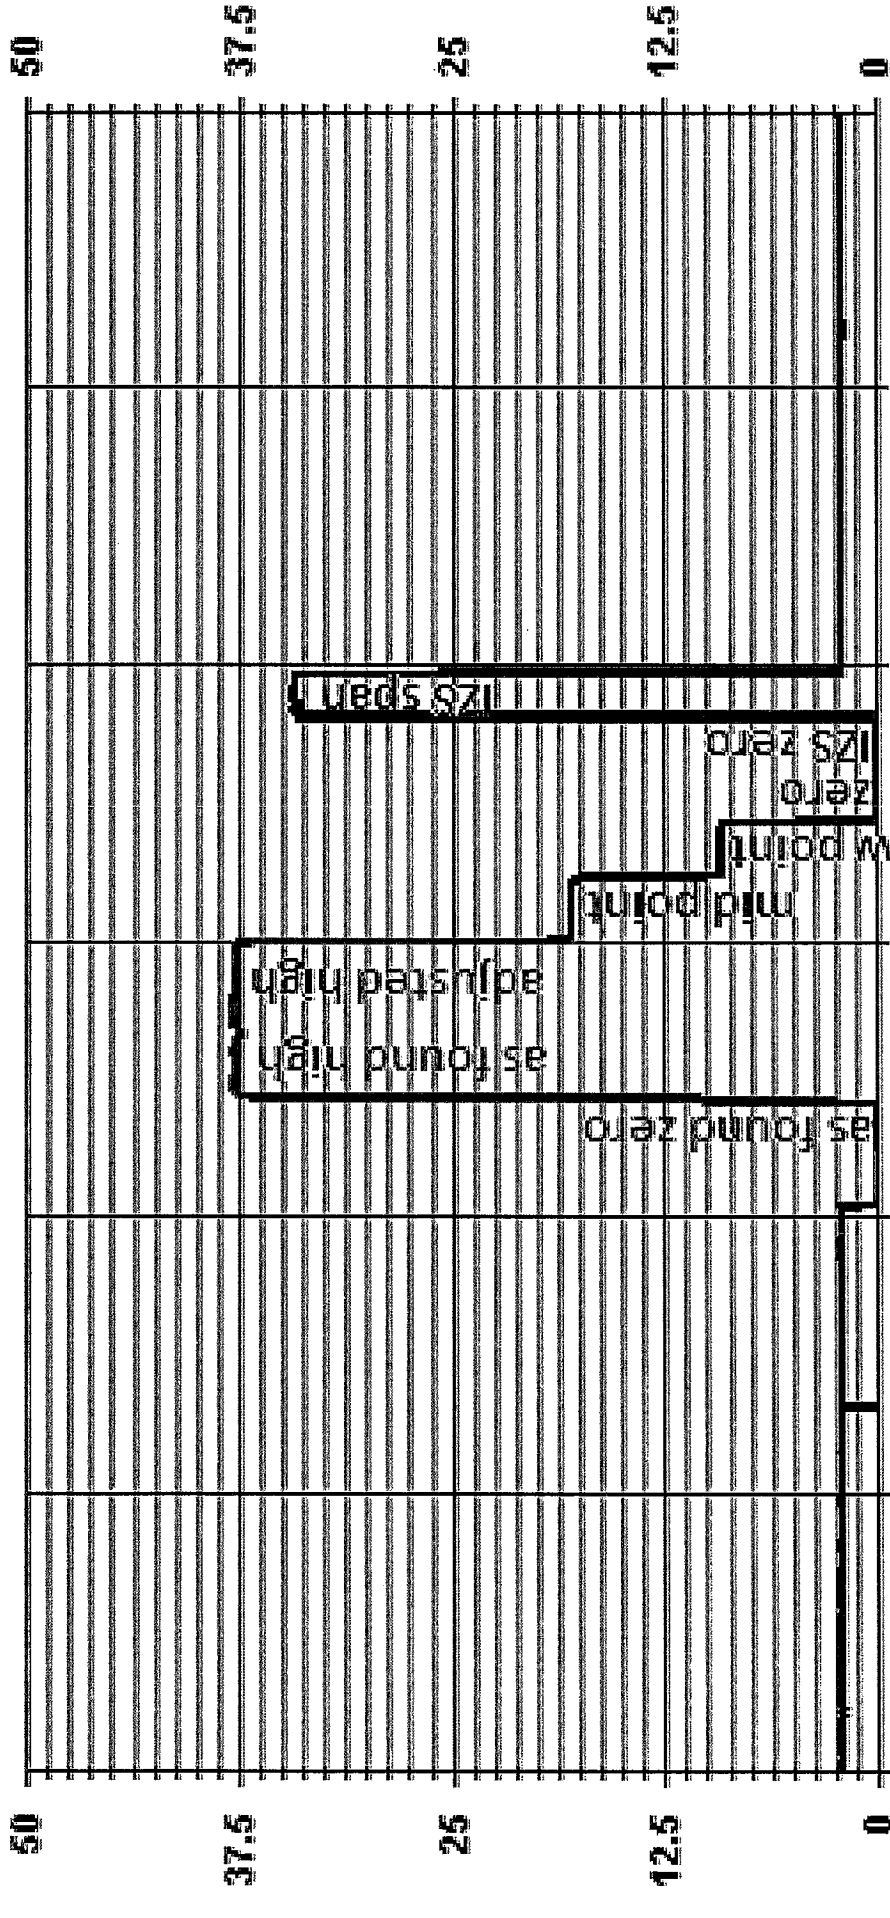 50
37.5
25
12.5
0
as found zero
as found high
adjusted high
mid point
w point
zero
IZS zero
IZS span
50
37.5
25
12.5
0